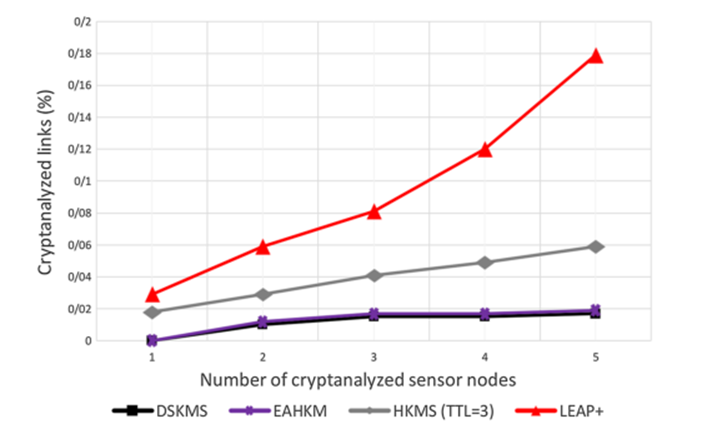 0/2
0/18
0/16
0/14
0/12
0/1
0/08
0/06
0/04
0/02
0
Cryptanalyzed links (%)
1 2 3 4 5
Number of cryptanalyzed sensor nodes
DSKMS EAHKM HKMS (TTL=3) LEAP+